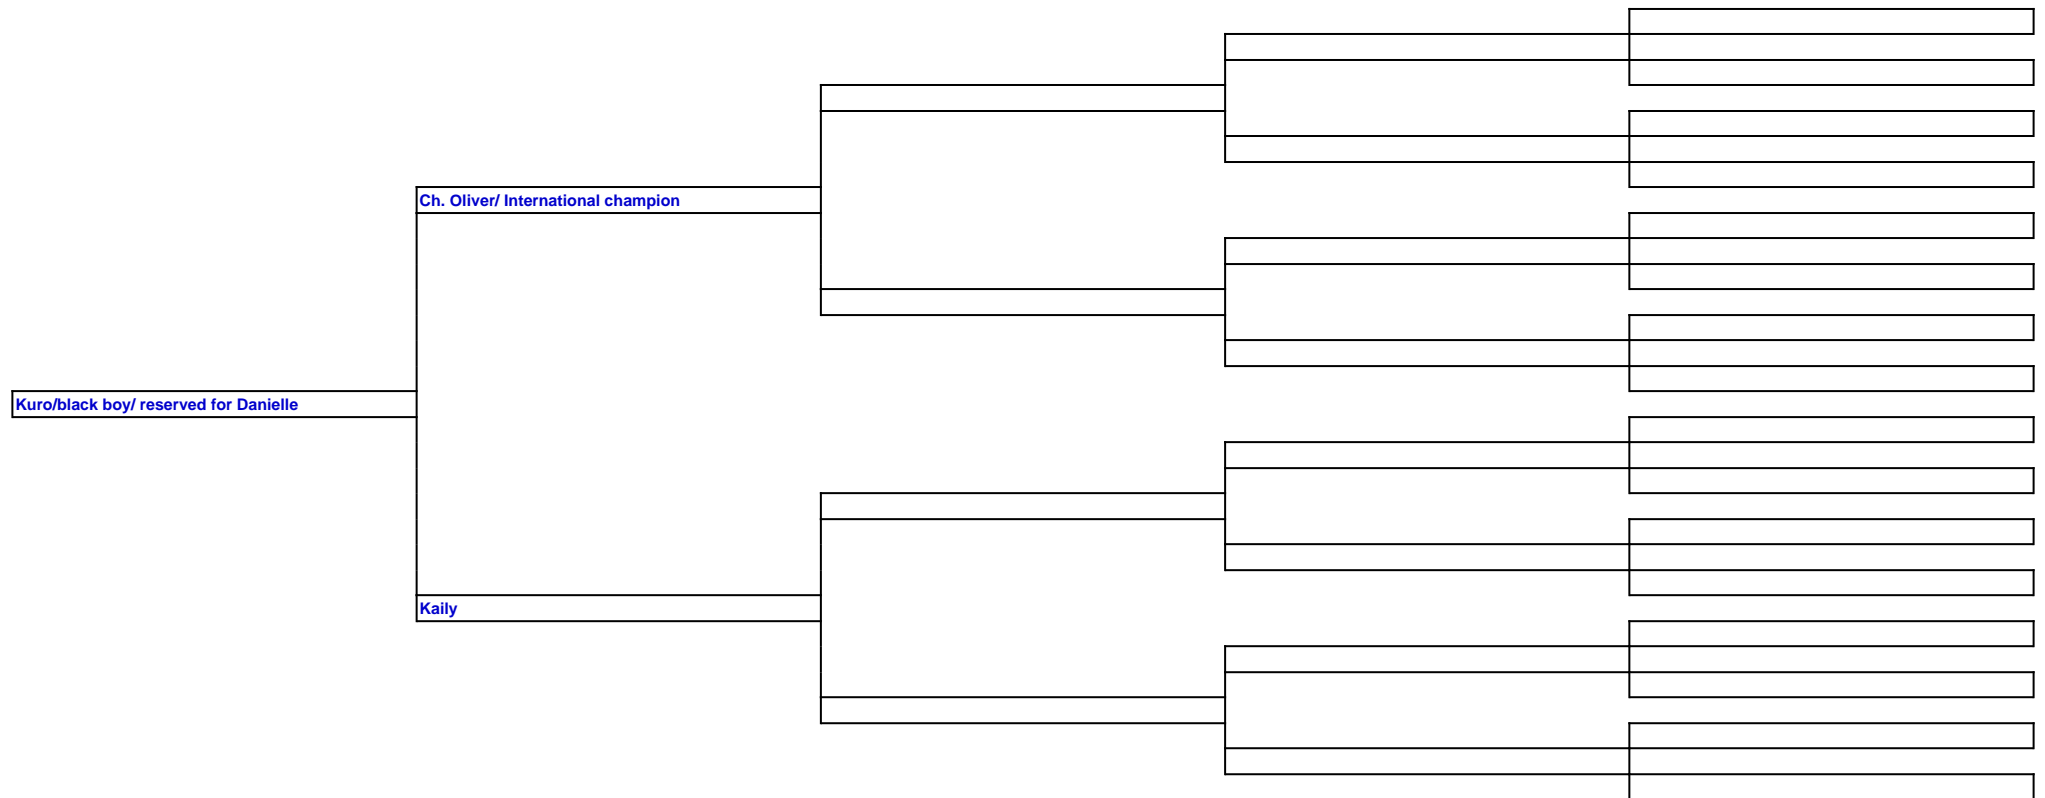 Ch. Oliver/ International champion
Kuro/black boy/ reserved for Danielle
Kaily